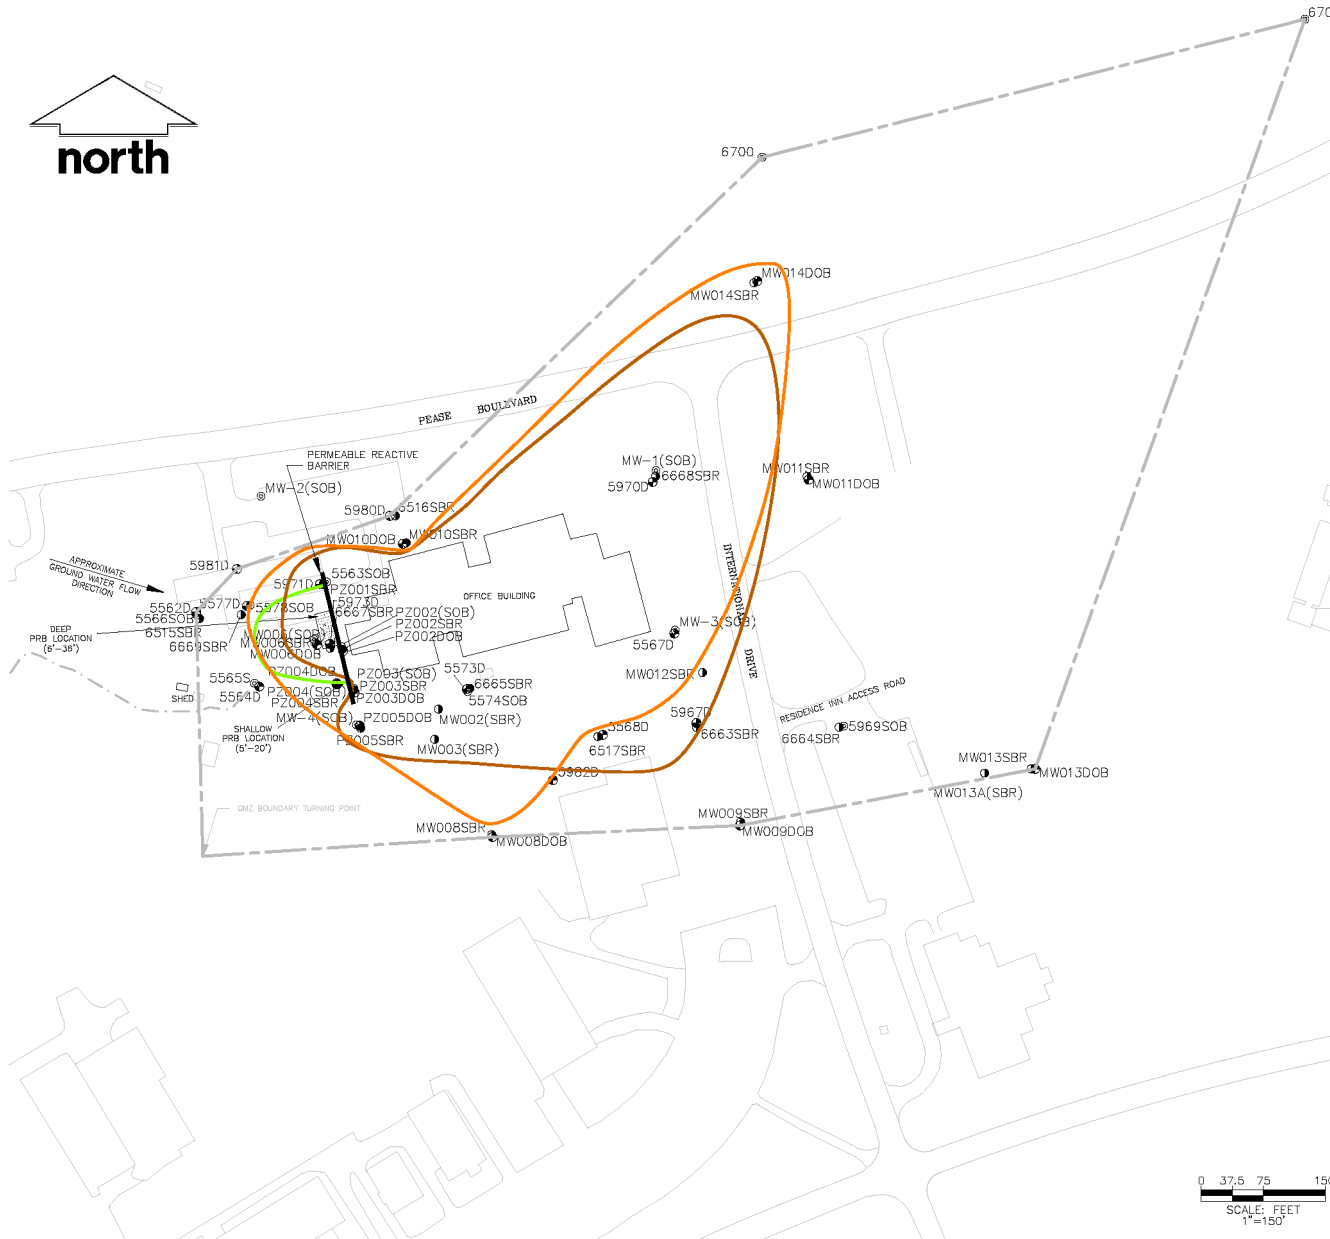 670
6700
north
MW014DOB
MW014SBR
PEASE BOULEVARD
PERMEABLE REACTIVE
BARRIER
MW-1(SOB)
6668SBR
5970D
MW011SBR
MW011DOB
MW-2(SOB)
5980D
5516SBR
MW010DOB
MW010SBR
APPROXIMATE
GROUND WATER FLOW
DIRECTION
5981D
5971D
5563SOB
PZ001SBR
OFFICE BUILDING
INTERNATIONAL DRIVE
5562D
5577D
5578SOB
5973D
5566SOB
6667SBR
PZ002(SOB)
6515SBR
PZ002SBR
6669SBR
PZ002DOB
DEEP
PRB LOCATION
(6'-38')
MW006(SOB)
MW006SBR
MW006DOB
MW-3(SOB)
5567D
5565S
5564D
SHED
PZ004DOB
PZ004(SOB)
PZ004SBR
PZ003(SOB)
PZ003SBR
PZ003DOB
5573D
6665SBR
5574SOB
MW012SBR
RESIDENCE INN ACCESS ROAD
MW-4(SOB)
PZ005DOB
PZ005SBR
MW002(SBR)
MW003(SBR)
SHALLOW
PRB LOCATION
(5'-20')
5568D
6517SBR
5967D
6663SBR
6664SBR
5969SOB
5982D
MW013SBR
MW013DOB
MW013A(SBR)
GMZ BOUNDARY TURNING POINT
MW008SBR
MW008DOB
MW009SBR
MW009DOB
0 37.5 75 150
SCALE: FEET
1"=150'